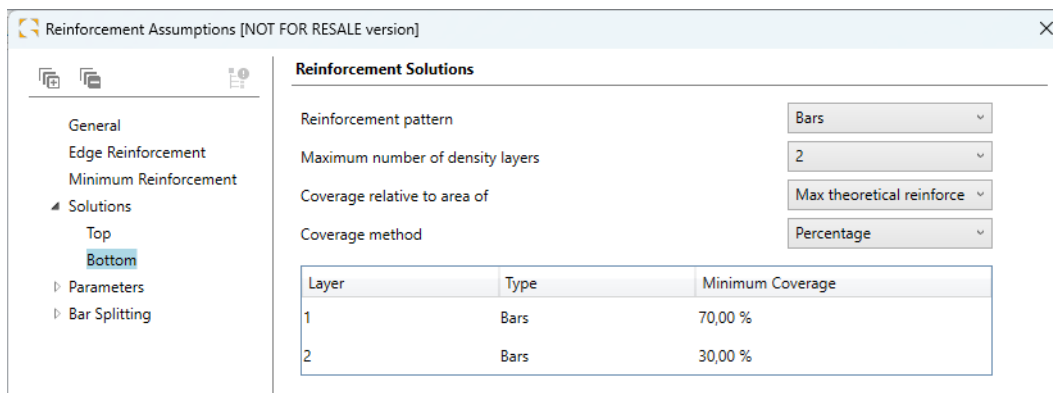 Reinforcement Assumptions [NOT FOR RESALE version]
General
Edge Reinforcement
Minimum Reinforcement
Solutions
Top
Bottom
Parameters
Bar Splitting
Reinforcement Solutions
Reinforcement pattern Bars
Maximum number of density layers 2
Coverage relative to area of Max theoretical reinforce
Coverage method Percentage
Layer Type Minimum Coverage
1 Bars 70,00 %
2 Bars 30,00 %